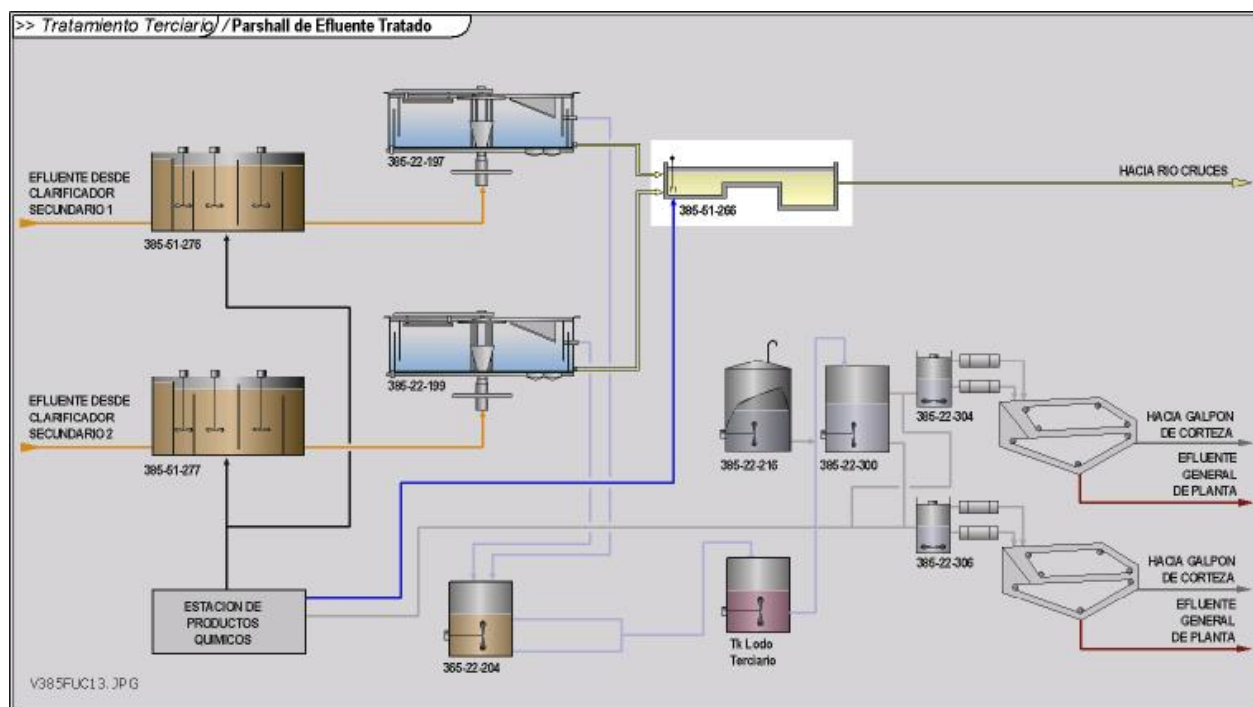 >> Tratamiento Terciario / Parshall de Efluente Tratado
385-22-197
EFLUENTE DESDE
CLARIFICADOR
SECUNDARIO 1
385-51-276
385-51-266
HACIA RIO CRUCES
385-22-199
EFLUENTE DESDE
CLARIFICADOR
SECUNDARIO 2
385-51-277
385-22-216
385-22-300
385-22-304
HACIA GALPON
DE CORTEZA
EFLUENTE
GENERAL
DE PLANTA
385-22-306
HACIA GALPON
DE CORTEZA
EFLUENTE
GENERAL
DE PLANTA
ESTACION DE
PRODUCTOS
QUIMICOS
385-22-204
Tk Lodo
Terciario
V385FUC13.JPG